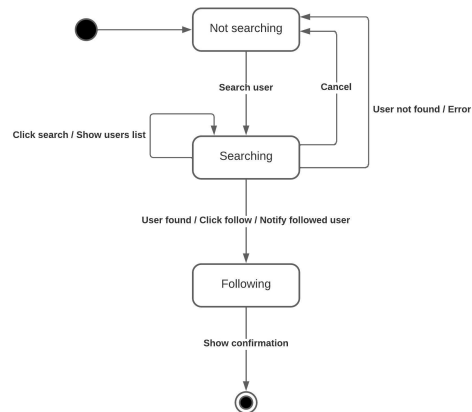 Not searching
Search user
Cancel
User not found / Error
Click search / Show users list
Searching
User found / Click follow / Notify followed user
Following
Show confirmation